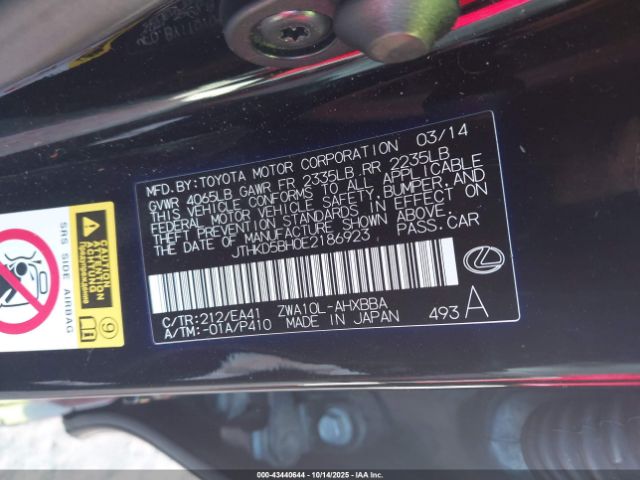 MFD. BY: TOYOTA MOTOR CORPORATION 03/14
GVWR 4065LB GAWR FR 2335LB RR 2235LB
THIS VEHICLE CONFORMS TO ALL APPLICABLE
FEDERAL MOTOR VEHICLE SAFETY, BUMPER, AND
THEFT PREVENTION STANDARDS IN EFFECT ON
THE DATE OF MANUFACTURE SHOWN ABOVE.
JTHKD5BH0E2186923 PASS.CAR
C/TR:212/EA41 ZWA10L-AHXBBA
A/TM:-01A/P410 MADE IN JAPAN 493 A
SRS SIDE AIRBAG
ACHTUNG
9
000-43440644 - 10/14/2025 - IAA